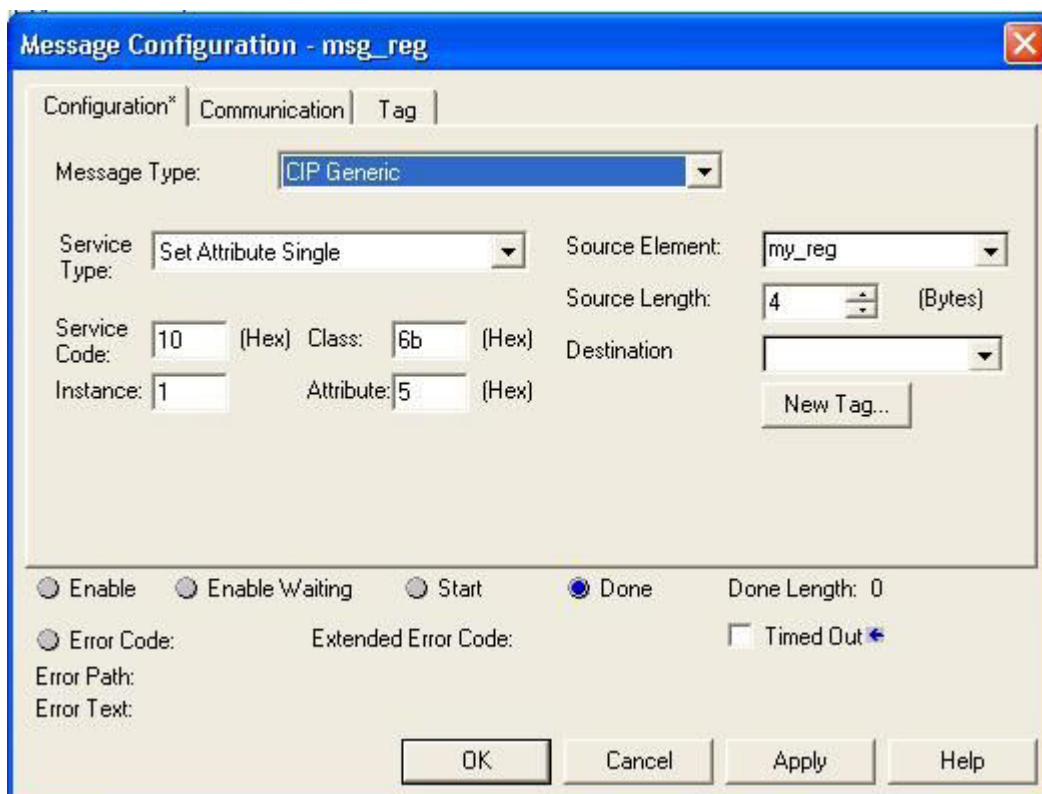 Message Configuration - msg_reg
Configuration* Communication Tag
Message Type: CIP Generic
Service Type: Set Attribute Single
Source Element: my_reg
Source Length: 4 (Bytes)
Service Code: 10 (Hex) Class: 6b (Hex)
Destination
Instance: 1 Attribute: 5 (Hex)
New Tag...
Enable Enable Waiting Start Done Done Length: 0
Error Code: Extended Error Code: Timed Out
Error Path:
Error Text:
OK Cancel Apply Help